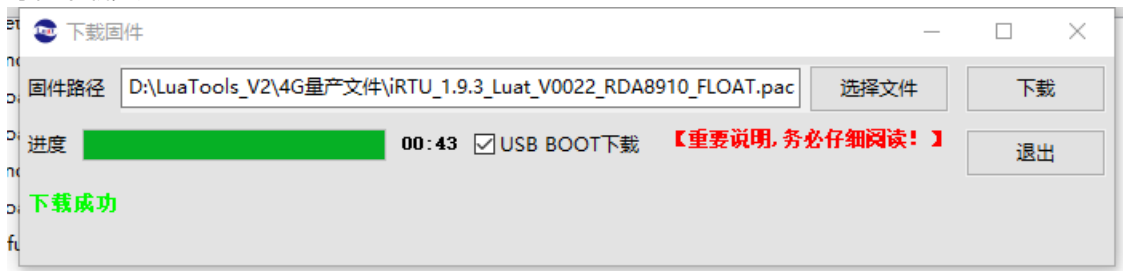 下载固件
固件路径 D:\LuaTools_V2\4G量产文件\iRTU_1.9.3_Luat_V0022_RDA8910_FLOAT.pac 选择文件 下载
进度 00:43 USB BOOT下载 【重要说明,务必仔细阅读！】 退出
下载成功